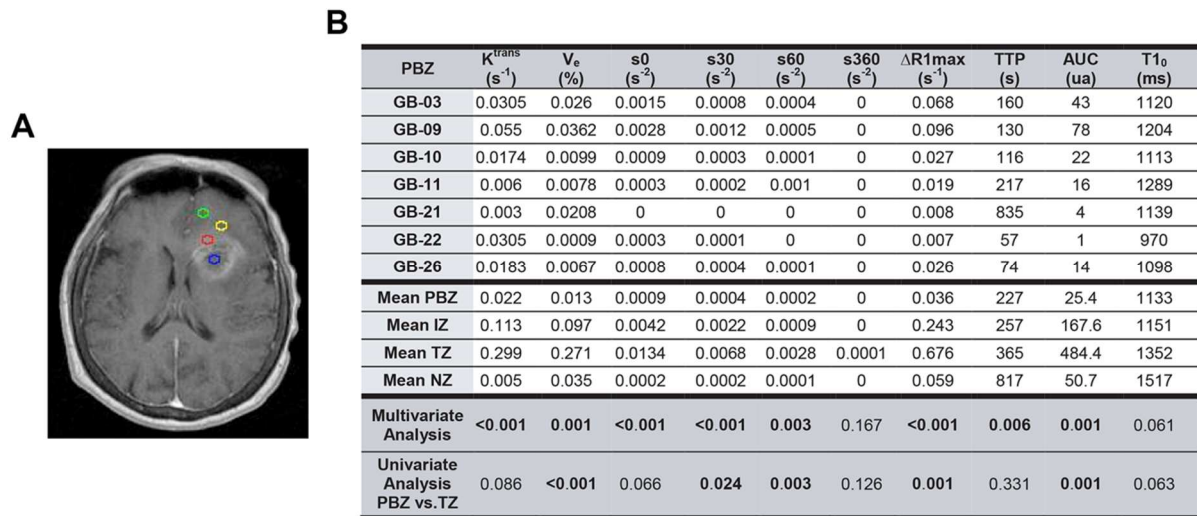 A
B
PBZ K^trans (s⁻¹) Vₑ (%) s0 (s⁻²) s30 (s⁻²) s60 (s⁻²) s360 (s⁻²) ΔR1max (s⁻¹) TTP (s) AUC (ua) T1₀ (ms)
GB-03 0.0305 0.026 0.0015 0.0008 0.0004 0 0.068 160 43 1120
GB-09 0.055 0.0362 0.0028 0.0012 0.0005 0 0.096 130 78 1204
GB-10 0.0174 0.0099 0.0009 0.0003 0.0001 0 0.027 116 22 1113
GB-11 0.006 0.0078 0.0003 0.0002 0.001 0 0.019 217 16 1289
GB-21 0.003 0.0208 0 0 0 0 0.008 835 4 1139
GB-22 0.0305 0.0009 0.0003 0.0001 0 0 0.007 57 1 970
GB-26 0.0183 0.0067 0.0008 0.0004 0.0001 0 0.026 74 14 1098
Mean PBZ 0.022 0.013 0.0009 0.0004 0.0002 0 0.036 227 25.4 1133
Mean IZ 0.113 0.097 0.0042 0.0022 0.0009 0 0.243 257 167.6 1151
Mean TZ 0.299 0.271 0.0134 0.0068 0.0028 0.0001 0.676 365 484.4 1352
Mean NZ 0.005 0.035 0.0002 0.0002 0.0001 0 0.059 817 50.7 1517
Multivariate Analysis <0.001 0.001 <0.001 <0.001 0.003 0.167 <0.001 0.006 0.001 0.061
Univariate Analysis PBZ vs.TZ 0.086 <0.001 0.066 0.024 0.003 0.126 0.001 0.331 0.001 0.063